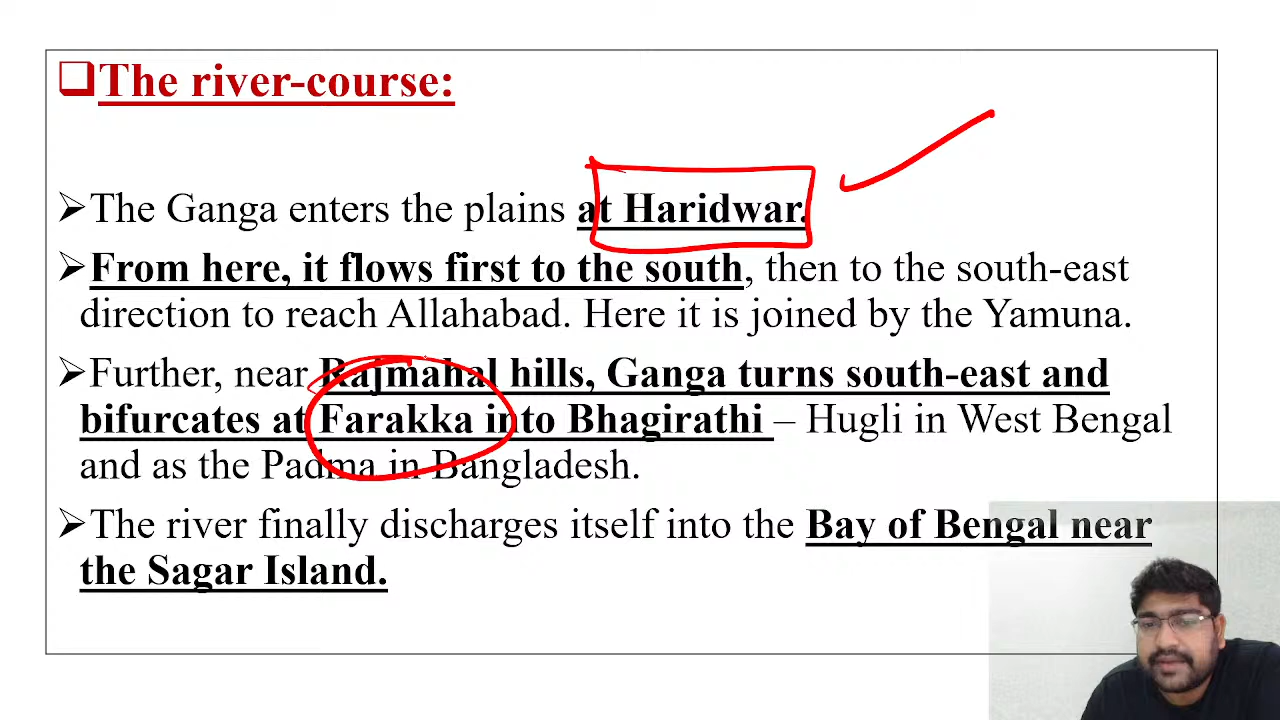 The river-course:
The Ganga enters the plains at Haridwar.
From here, it flows first to the south, then to the south-east
direction to reach Allahabad. Here it is joined by the Yamuna.
Further, near Rajmahal hills, Ganga turns south-east and
bifurcates at Farakka into Bhagirathi – Hugli in West Bengal
and as the Padma in Bangladesh.
The river finally discharges itself into the Bay of Bengal near
the Sagar Island.